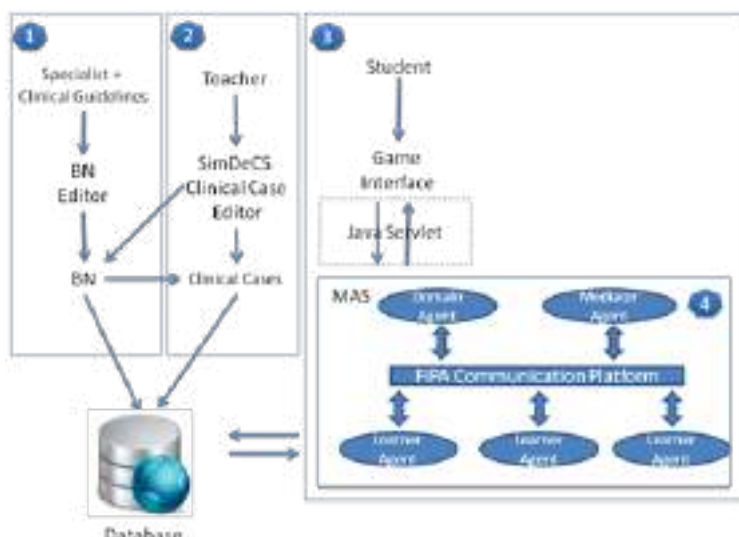 1
Specialist +
Clinical Guidelines
BN
Editor
BN
2
Teacher
SimDeCS
Clinical Case
Editor
Clinical Cases
3
Student
Game
Interface
Java Servlet
MAS
4
Domain
Agent
Mediator
Agent
FIPA Communication Platform
Learner
Agent
Learner
Agent
Learner
Agent
Database